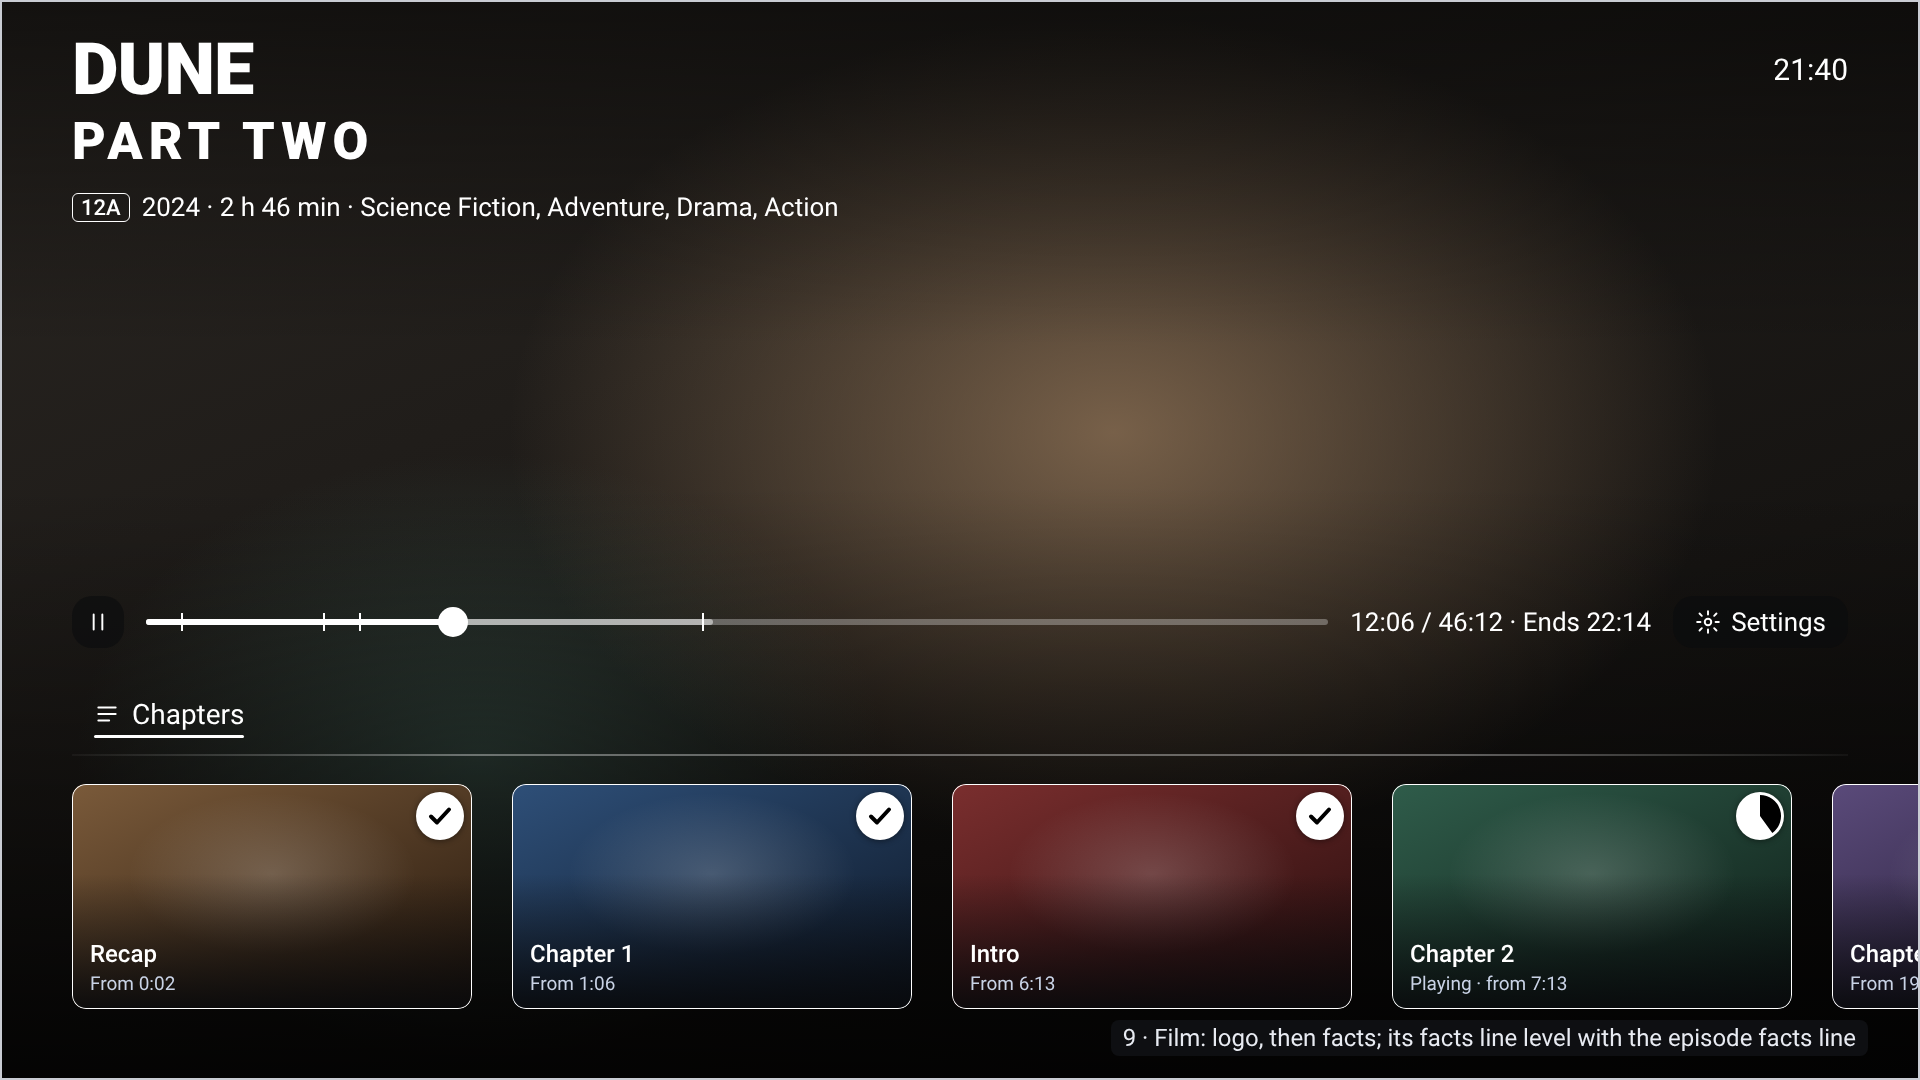 DUNE
21:40
PART TWO
12A 2024 · 2 h 46 min · Science Fiction, Adventure, Drama, Action
12:06 / 46:12 · Ends 22:14
Settings
Chapters
Recap
From 0:02
Chapter 1
From 1:06
Intro
From 6:13
Chapter 2
Playing · from 7:13
From 19
9 · Film: logo, then facts; its facts line level with the episode facts line